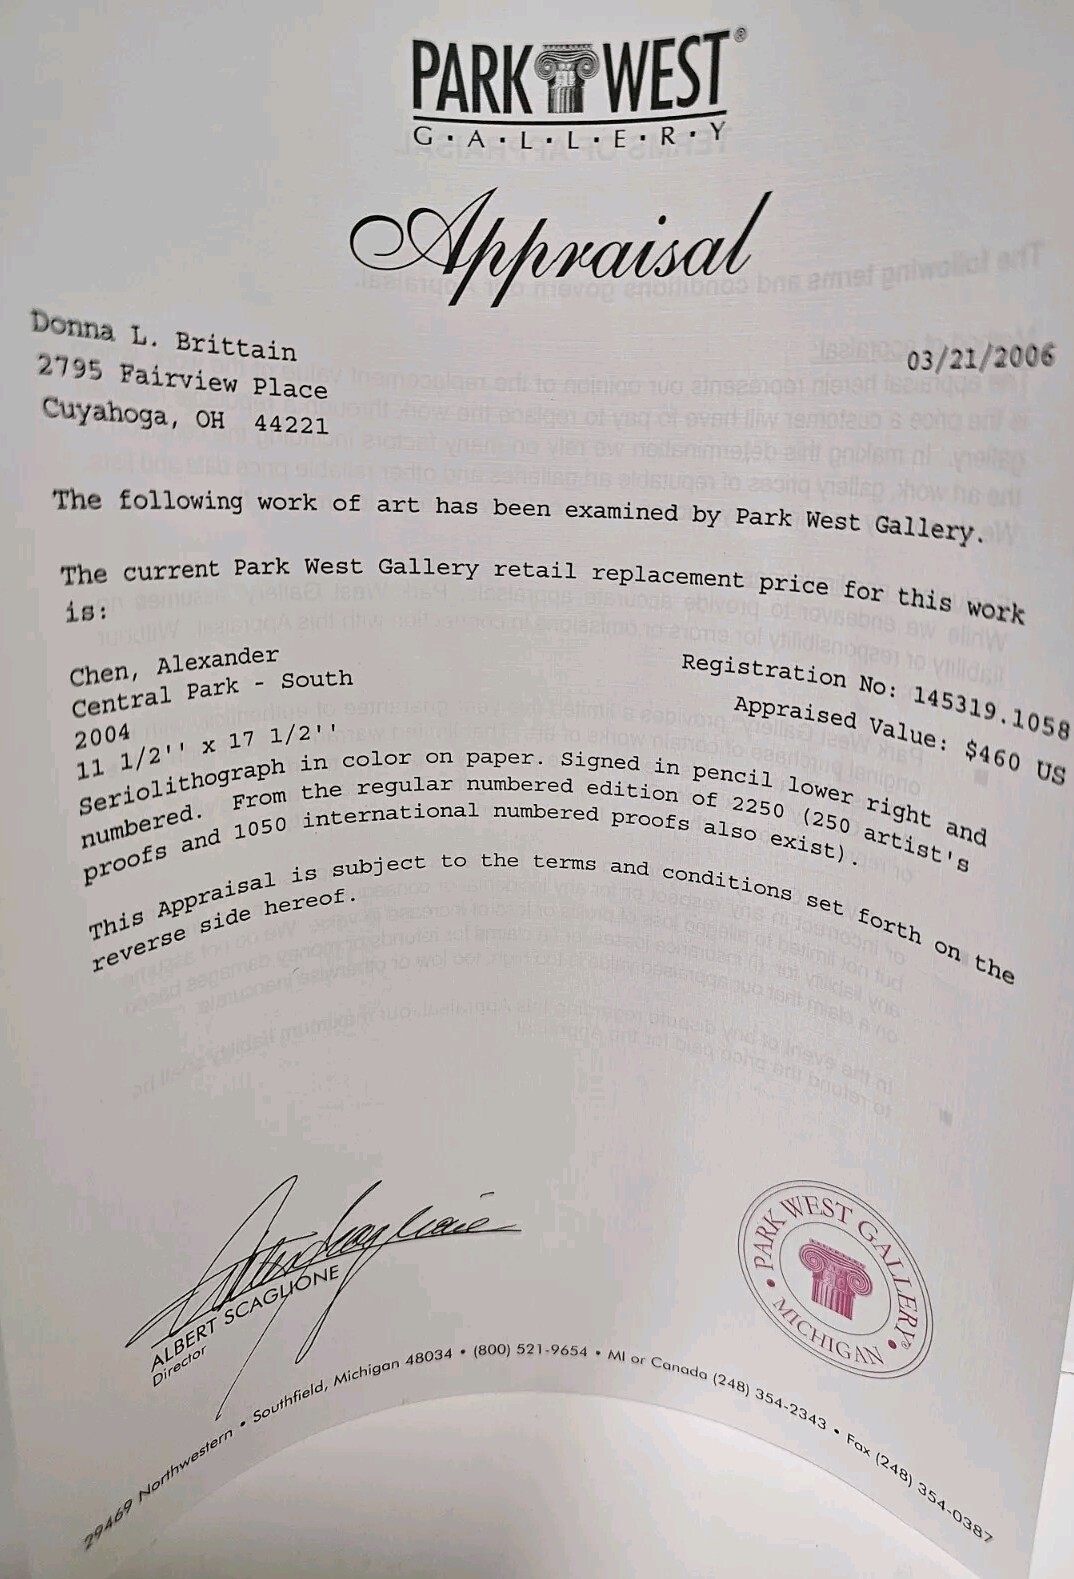 PARK WEST®
G·A·L·L·E·R·Y
Appraisal
Donna L. Brittain
2795 Fairview Place
Cuyahoga, OH 44221
03/21/2006
The following work of art has been examined by Park West Gallery.
The current Park West Gallery retail replacement price for this work
is:
Chen, Alexander
Central Park - South
2004
11 1/2'' x 17 1/2''
Registration No: 145319.1058
Appraised Value: $460 US
Seriolithograph in color on paper. Signed in pencil lower right and
numbered. From the regular numbered edition of 2250 (250 artist's
proofs and 1050 international numbered proofs also exist).
This Appraisal is subject to the terms and conditions set forth on the
reverse side hereof.
ALBERT SCAGLIONE
Director
PARK WEST GALLERY®
• MICHIGAN •
29469 Northwestern • Southfield, Michigan 48034 • (800) 521-9654 • MI or Canada (248) 354-2343 • Fax (248) 354-0387